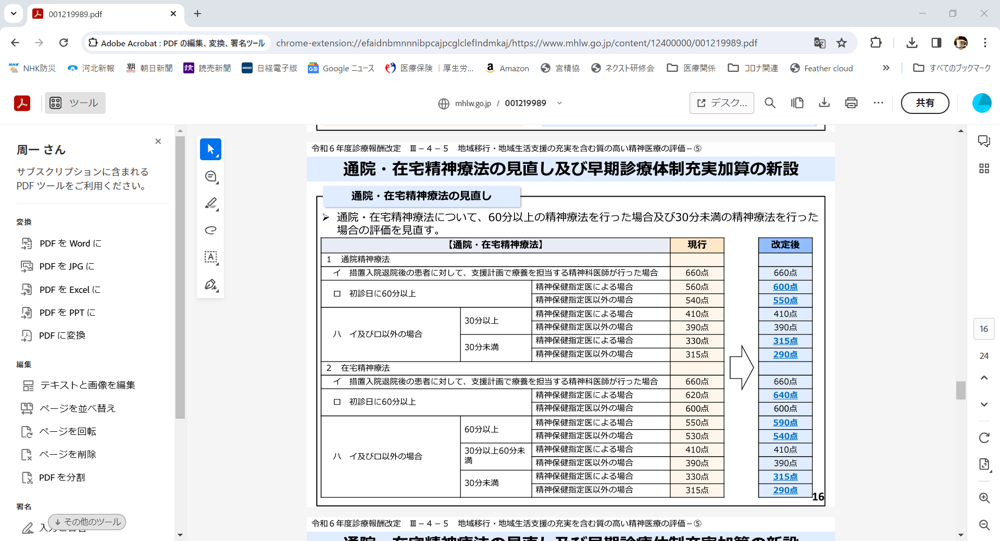 001219989.pdf
Adobe Acrobat : PDF の編集、変換、署名ツール
chrome-extension://efaidnbmnnnibpcajpcglclefindmkaj/https://www.mhlw.go.jp/content/12400000/001219989.pdf
NHK防災
河北新報
朝日新聞
読売新聞
日経電子版
Google ニュース
医療保険 | 厚生労...
Amazon
宮精協
ネクスト研修会
医療関係
コロナ関連
Feather cloud
すべてのブックマーク
ツール
mhlw.go.jp / 001219989
デスク...
共有
周一 さん
サブスクリプションに含まれる
PDF ツールをご利用ください。
変換
PDF を Word に
PDF を JPG に
PDF を Excel に
PDF を PPT に
PDF に変換
編集
テキストと画像を編集
ページを並べ替え
ページを回転
ページを削除
PDF を分割
署名
その他のツール
令和６年度診療報酬改定　Ⅲ－４－５　地域移行・地域生活支援の充実を含む質の高い精神医療の評価－⑤
通院・在宅精神療法の見直し及び早期診療体制充実加算の新設
通院・在宅精神療法の見直し
➢ 通院・在宅精神療法について、60分以上の精神療法を行った場合及び30分未満の精神療法を行った
場合の評価を見直す。
【通院・在宅精神療法】 現行 改定後
1　通院精神療法
イ　措置入院退院後の患者に対して、支援計画で療養を担当する精神科医師が行った場合 660点 660点
ロ　初診日に60分以上 精神保健指定医による場合 560点 600点
精神保健指定医以外の場合 540点 550点
ハ　イ及びロ以外の場合 30分以上 精神保健指定医による場合 410点 410点
精神保健指定医以外の場合 390点 390点
30分未満 精神保健指定医による場合 330点 315点
精神保健指定医以外の場合 315点 290点
2　在宅精神療法
イ　措置入院退院後の患者に対して、支援計画で療養を担当する精神科医師が行った場合 660点 660点
ロ　初診日に60分以上 精神保健指定医による場合 620点 640点
精神保健指定医以外の場合 600点 600点
ハ　イ及びロ以外の場合 60分以上 精神保健指定医による場合 550点 590点
精神保健指定医以外の場合 530点 540点
30分以上60分未
満 精神保健指定医による場合 410点 410点
精神保健指定医以外の場合 390点 390点
30分未満 精神保健指定医による場合 330点 315点
精神保健指定医以外の場合 315点 290点
16
令和６年度診療報酬改定　Ⅲ－４－５　地域移行・地域生活支援の充実を含む質の高い精神医療の評価－⑤
通院・在宅精神療法の見直し及び早期診療体制充実加算の新設
16
24